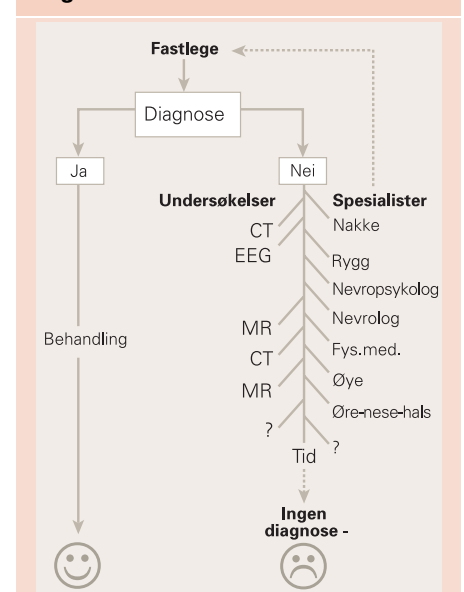 Fastlege
Diagnose
Ja
Nei
Undersøkelser
Spesialister
CT
Nakke
EEG
Rygg
Nevropsykolog
MR
Nevrolog
Behandling
CT
Fys.med.
MR
Øye
Øre-nese-hals
?
?
Tid
Ingen
diagnose -